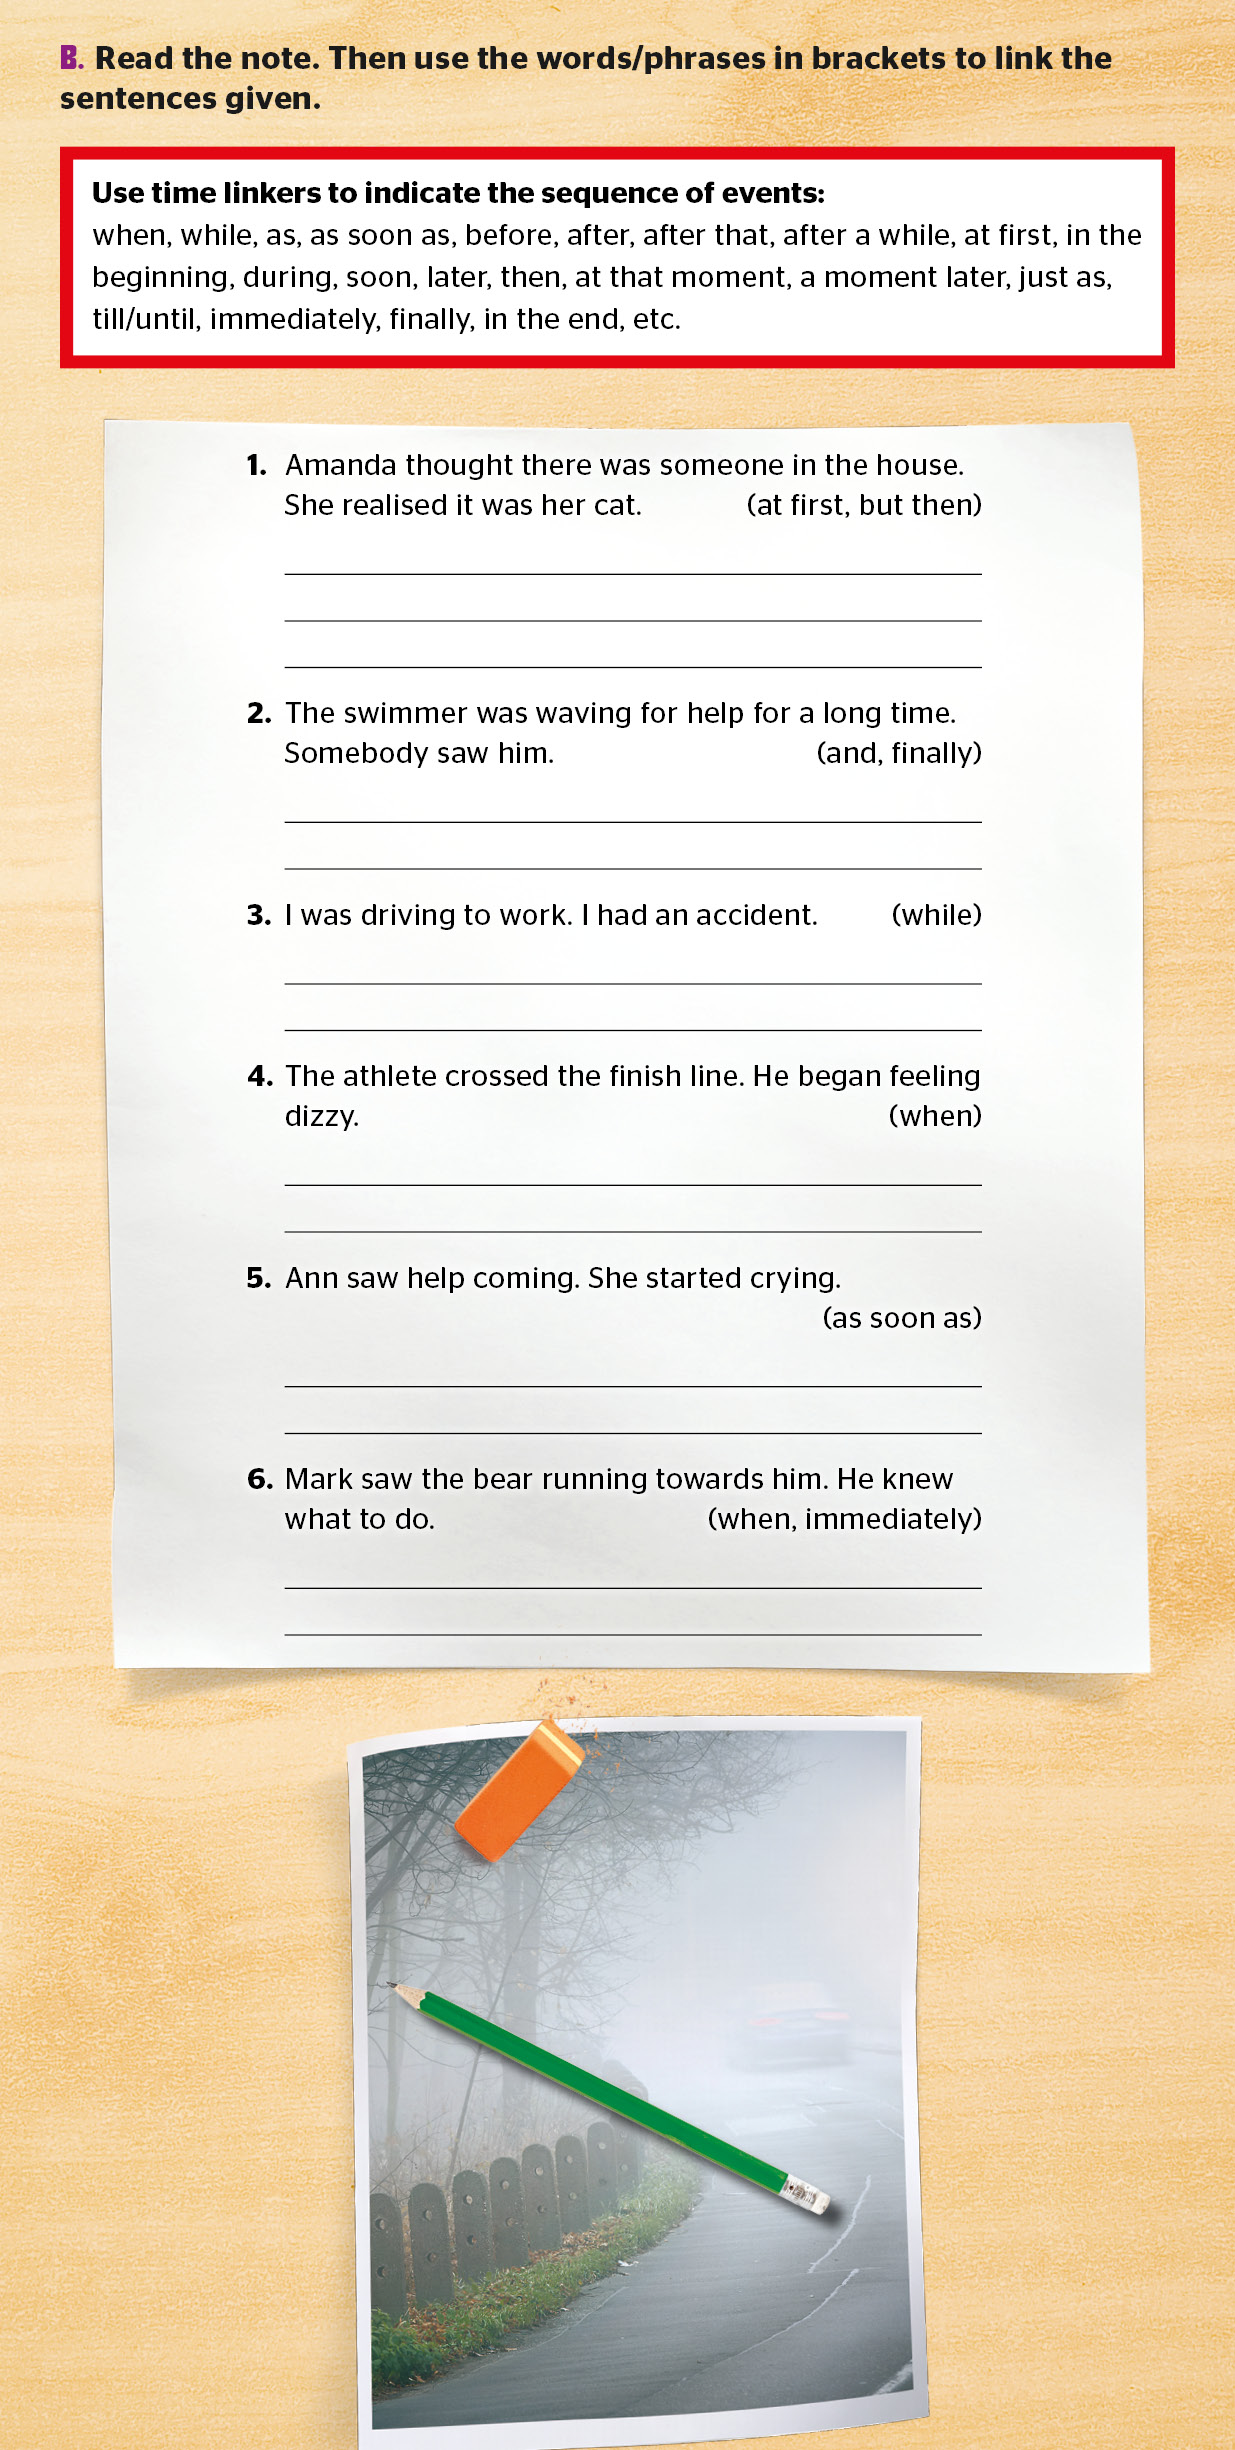 B. Read the note. Then use the words/phrases in brackets to link the
sentences given.
Use time linkers to indicate the sequence of events:
when, while, as, as soon as, before, after, after that, after a while, at first, in the
beginning, during, soon, later, then, at that moment, a moment later, just as,
till/until, immediately, finally, in the end, etc.
1. Amanda thought there was someone in the house.
She realised it was her cat. (at first, but then)
2. The swimmer was waving for help for a long time.
Somebody saw him. (and, finally)
3. I was driving to work. I had an accident. (while)
4. The athlete crossed the finish line. He began feeling
dizzy. (when)
5. Ann saw help coming. She started crying.
(as soon as)
6. Mark saw the bear running towards him. He knew
what to do. (when, immediately)